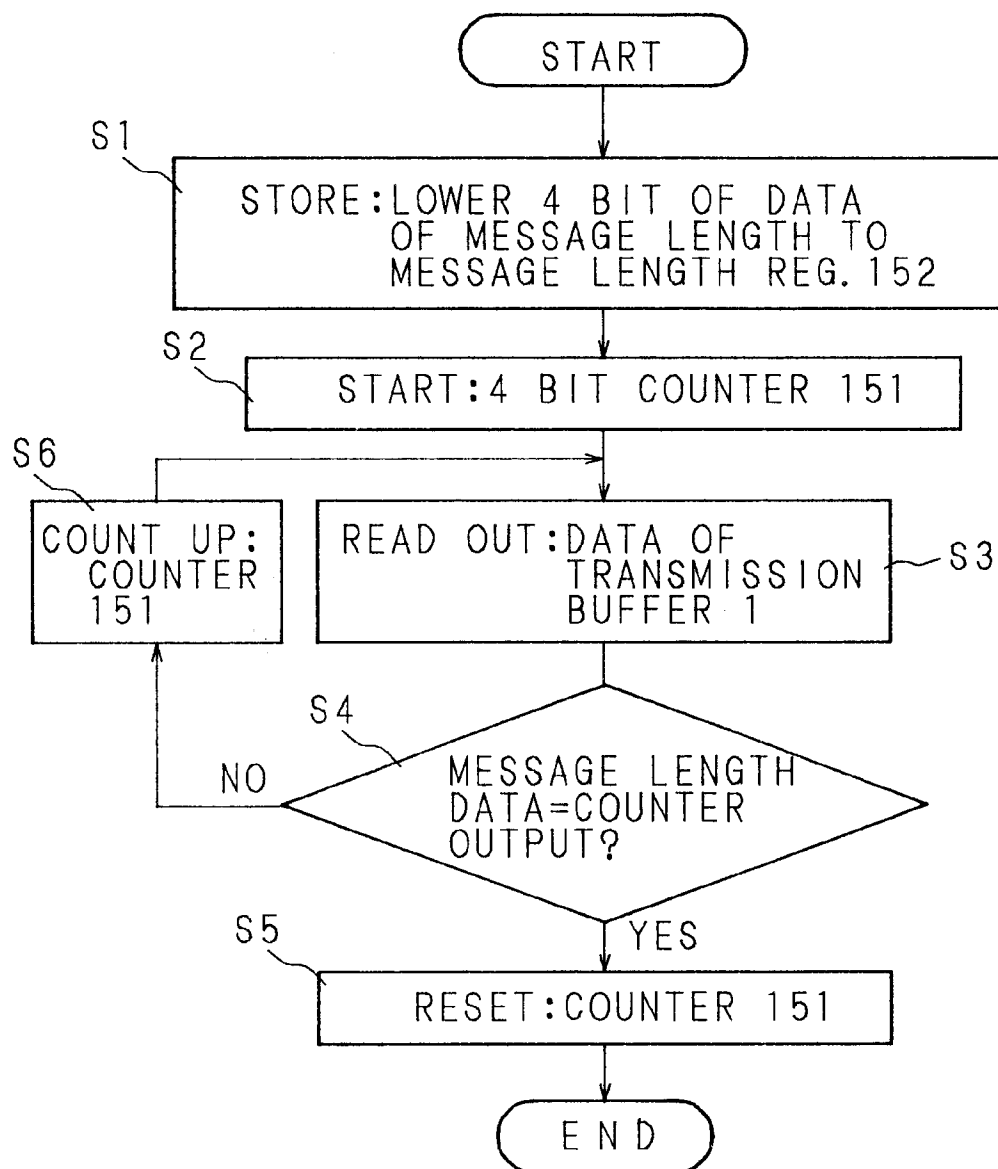 START
S1
STORE:LOWER 4 BIT OF DATA
OF MESSAGE LENGTH TO
MESSAGE LENGTH REG.152
S2
START:4 BIT COUNTER 151
S6
COUNT UP:
COUNTER
151
READ OUT:DATA OF
TRANSMISSION
BUFFER 1
S3
S4
NO
MESSAGE LENGTH
DATA=COUNTER
OUTPUT?
YES
S5
RESET:COUNTER 151
END